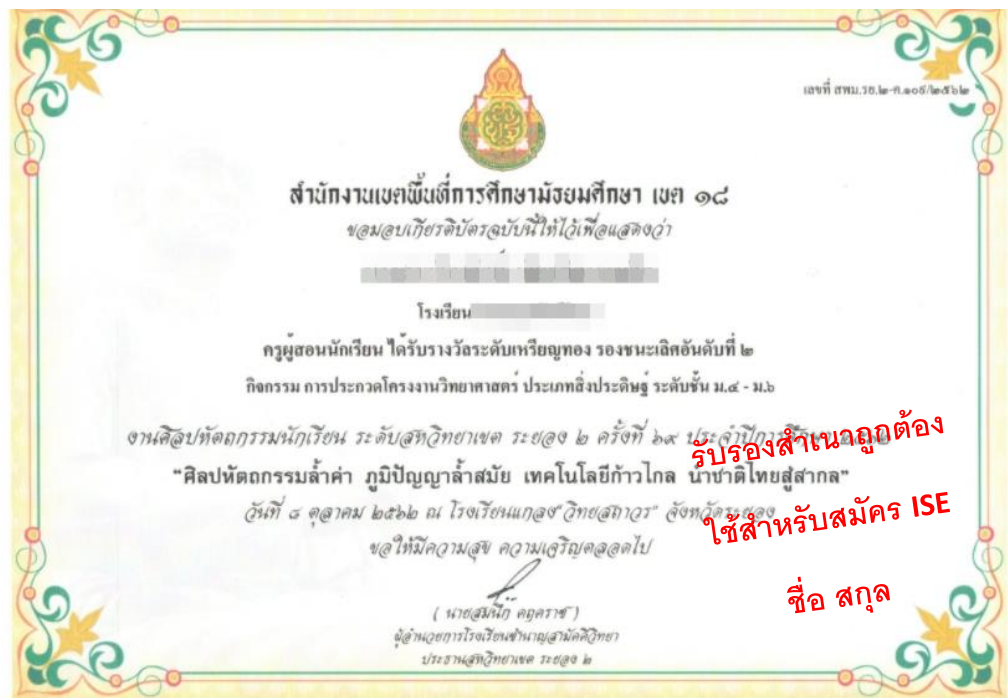 เลขที่ สพม.รย.๒-ค.๑๐๕/๒๕๖๒
สำนักงานเขตพื้นที่การศึกษามัธยมศึกษา เขต ๑๘
ขอมอบเกียรติบัตรฉบับนี้ให้ไว้เพื่อแสดงว่า
โรงเรียน
ครูผู้สอนนักเรียน ได้รับรางวัลระดับเหรียญทอง รองชนะเลิศอันดับที่ ๒
กิจกรรม การประกวดโครงงานวิทยาศาสตร์ ประเภทสิ่งประดิษฐ์ ระดับชั้น ม.๔ - ม.๖
งานศิลปหัตถกรรมนักเรียน ระดับสหวิทยาเขต ระยอง ๒ ครั้งที่ ๖๙ ประจำปีการศึกษา ๒๕๖๒
"ศิลปหัตถกรรมล้ำค่า ภูมิปัญญาล้ำสมัย เทคโนโลยีก้าวไกล นำชาติไทยสู่สากล"
วันที่ ๘ ตุลาคม ๒๕๖๒ ณ โรงเรียนแกลง"วิทยสถาวร" จังหวัดระยอง
ขอให้มีความสุข ความเจริญตลอดไป
รับรองสำเนาถูกต้อง
ใช้สำหรับสมัคร ISE
ชื่อ สกุล
( นายสมนึก )
ผู้อำนวยการโรงเรียนชำนาญสามัคคีวิทยา
ประธานสหวิทยาเขต ระยอง ๒